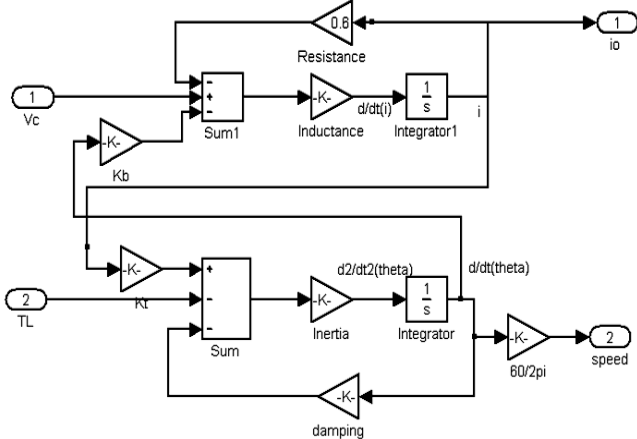 0.6
Resistance
1
io
-
+
-
1
Vc
Sum1
-K-
Inductance
d/dt(i)
1
s
Integrator1
i
-K-
Kb
-K-
Kt
2
TL
+
-
-
Sum
-K-
Inertia
d2/dt2(theta)
1
s
Integrator
d/dt(theta)
-K-
60/2pi
2
speed
-K-
damping